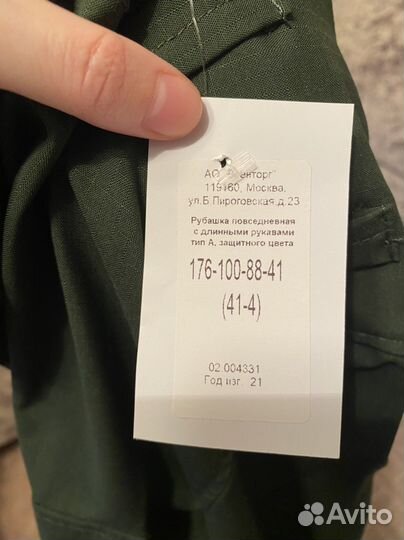 АО "Военторг"
119160, Москва,
ул.Б.Пироговская,д.23
Рубашка повседневная
с длинными рукавами
тип А, защитного цвета
176-100-88-41
(41-4)
02.004331
Год изг. 21
Avito